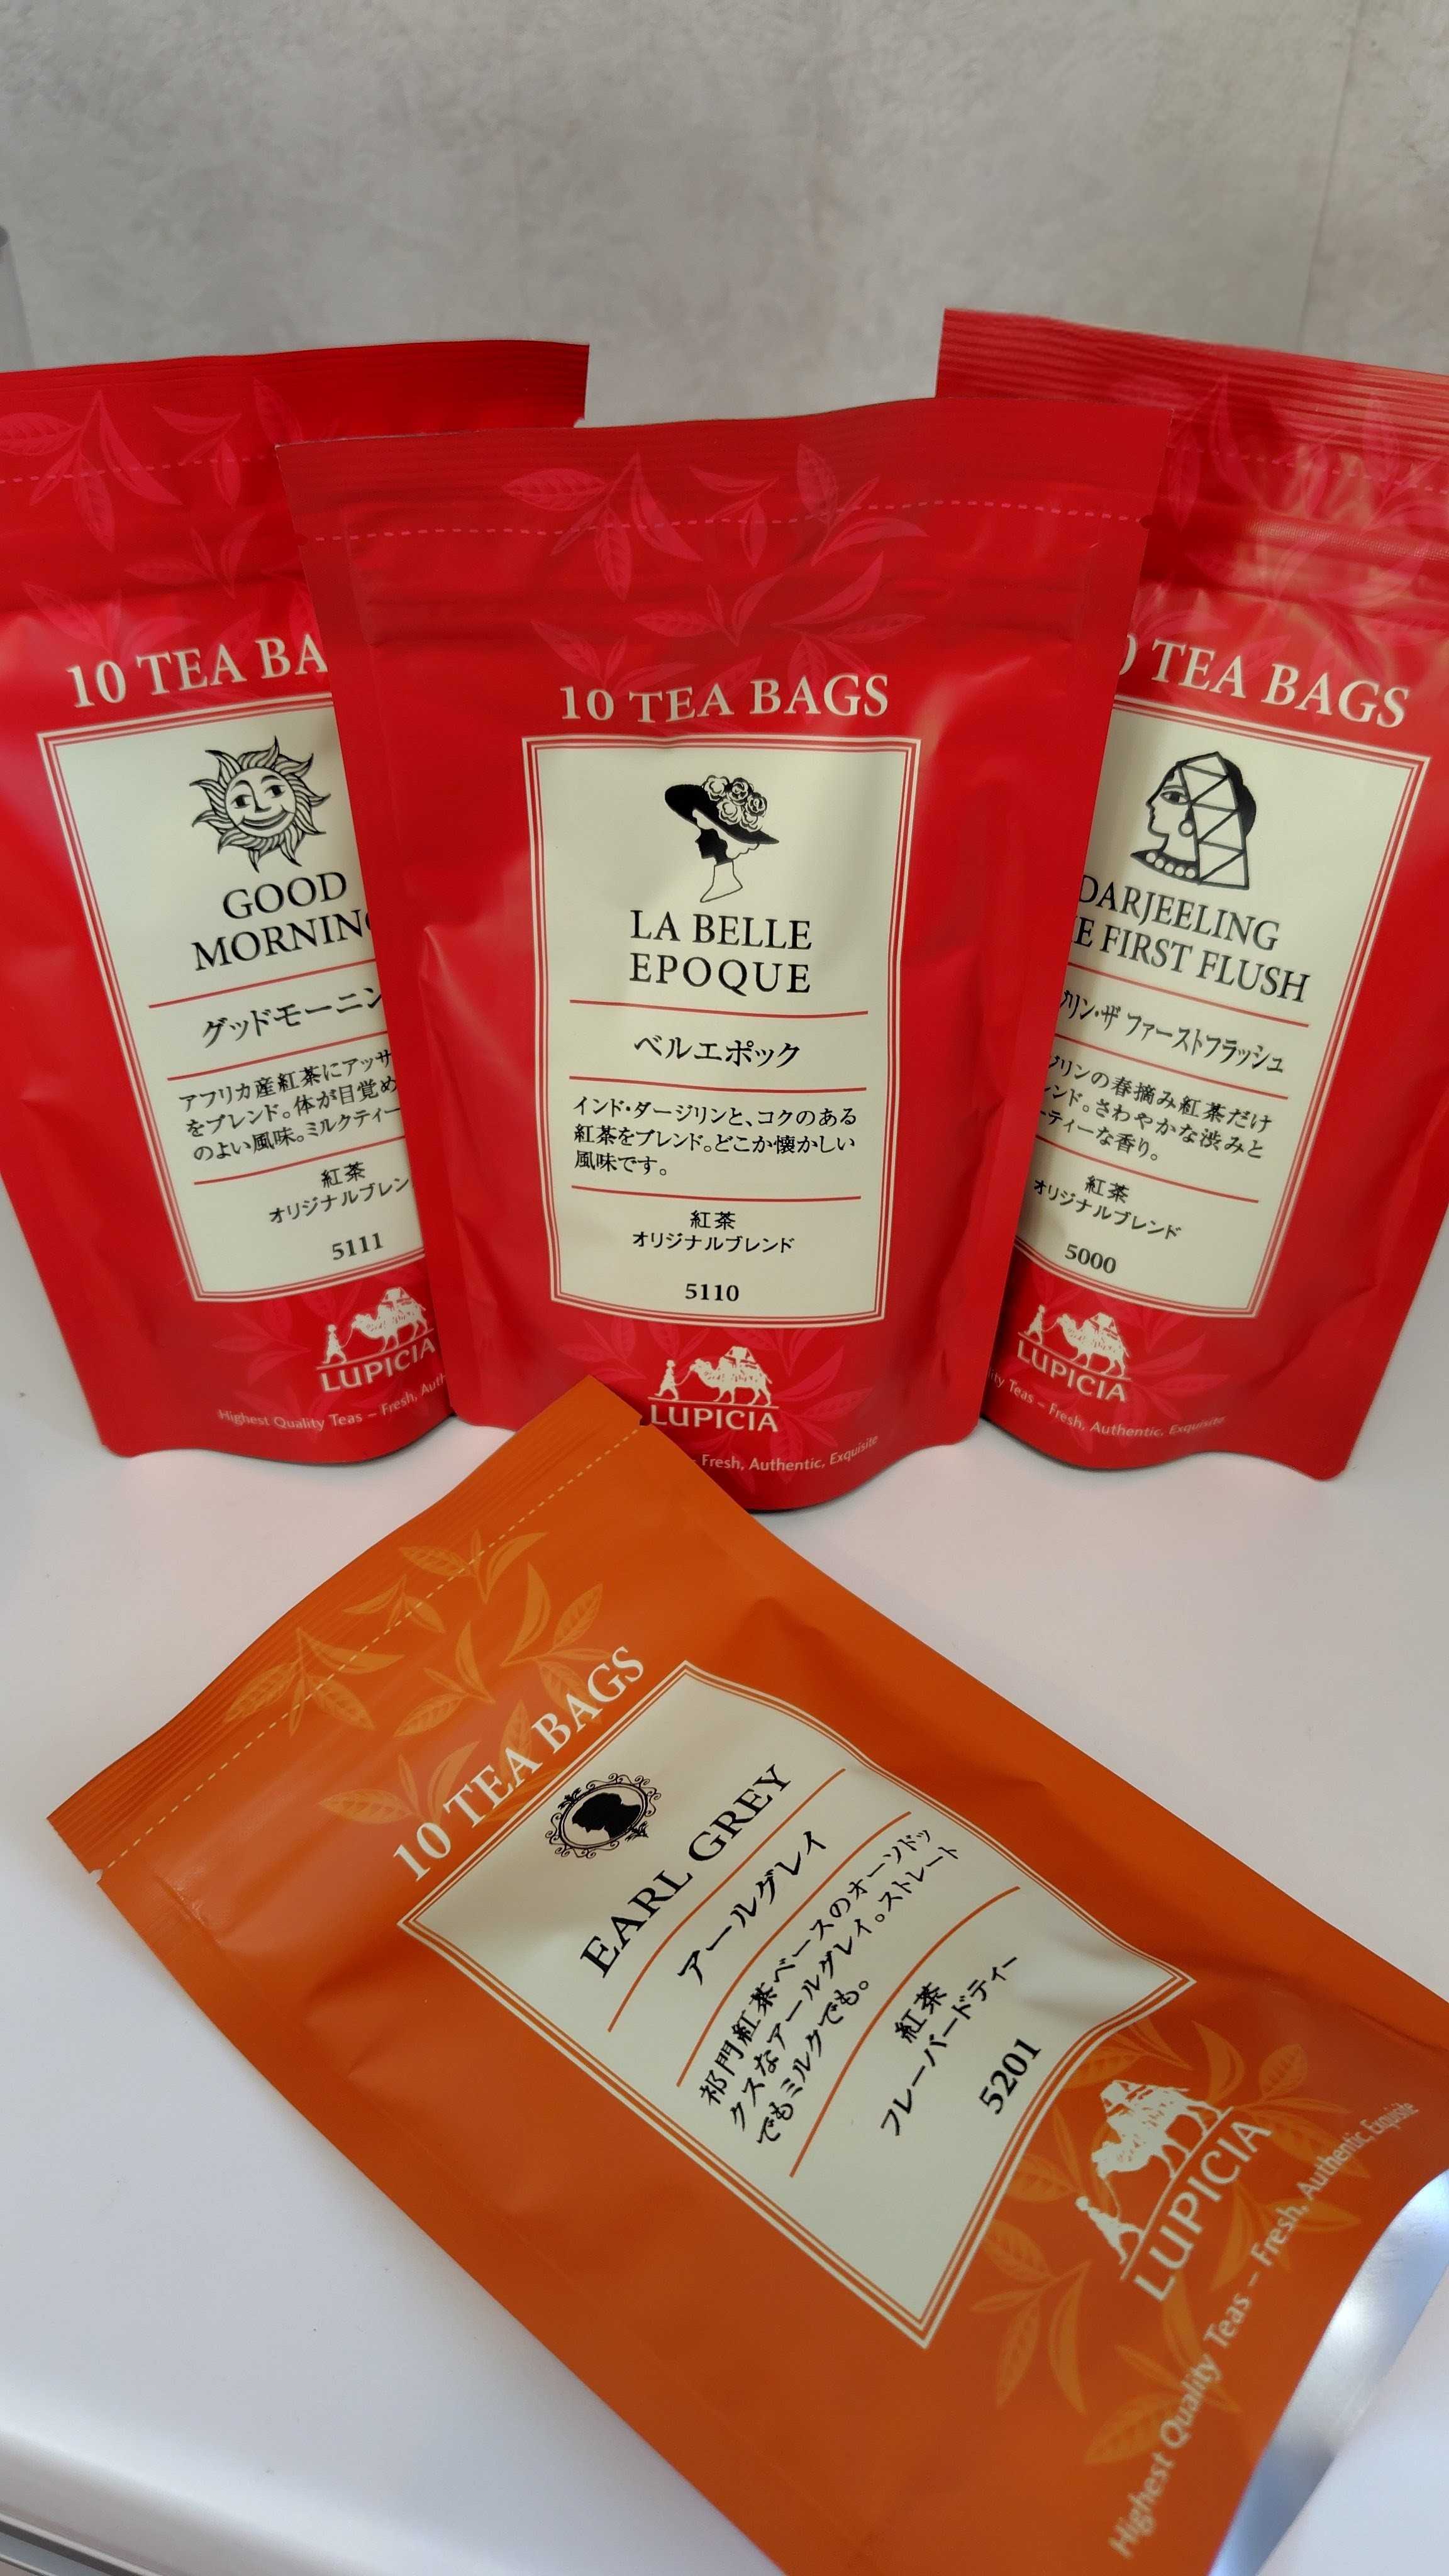 10 TEA BA
GOOD
MORNING
グッドモーニン
アフリカ産紅茶にアッサ
をブレンド。体が目覚め
のよい風味。ミルクティー
紅茶
オリジナルブレン
5111
LUPICIA
Highest Quality Teas – Fresh, Auth
10 TEA BAGS
LA BELLE
EPOQUE
ベルエポック
インド・ダージリンと、コクのある
紅茶をブレンド。どこか懐かしい
風味です。
紅茶
オリジナルブレンド
5110
LUPICIA
– Fresh, Authentic, Exquisite
0 TEA BAGS
DARJEELING
E FIRST FLUSH
ジリン・ザ ファーストフラッシュ
ジリンの春摘み紅茶だけ
ンド。さわやかな渋みと
ーティーな香り。
紅茶
オリジナルブレンド
5000
LUPICIA
ity Teas – Fresh, Authentic, Exquisite
10 TEA BAGS
EARL GREY
アールグレイ
祁門紅茶ベースのオーソドッ
クスなアールグレイ。ストレート
でもミルクでも。
紅茶
フレーバードティー
5201
LUPICIA
Highest Quality Teas – Fresh, Authentic, Exquisite